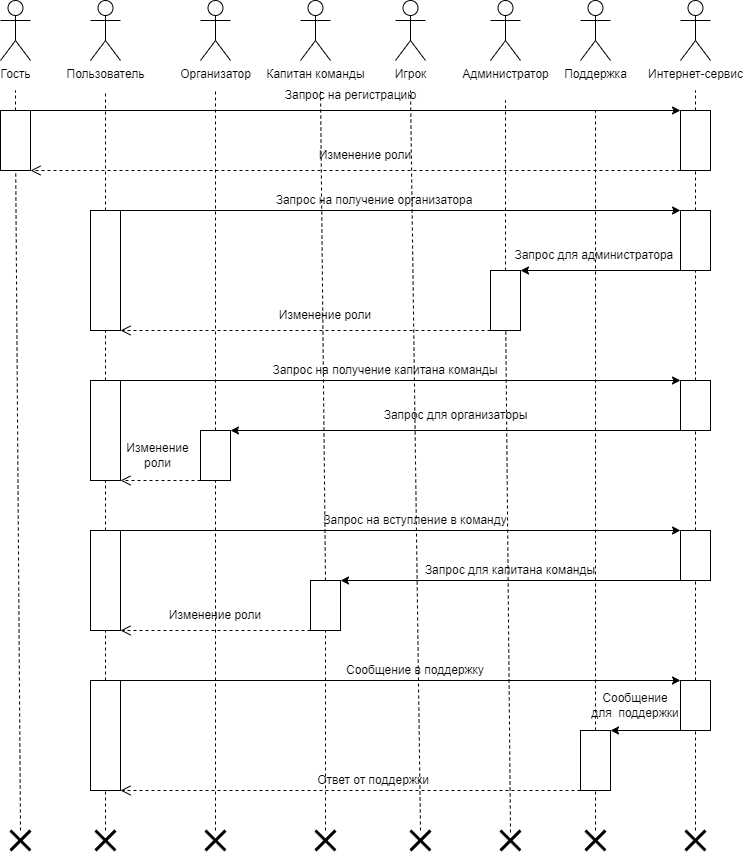 Гость
Пользователь
Организатор
Капитан команды
Игрок
Администратор
Поддержка
Интернет-сервис
Запрос на регистрацию
Изменение роли
Запрос на получение организатора
Запрос для администратора
Изменение роли
Запрос на получение капитана команды
Запрос для организаторы
Изменение
роли
Запрос на вступление в команду
Запрос для капитана команды
Изменение роли
Сообщение в поддержку
Сообщение
для поддержки
Ответ от поддержки